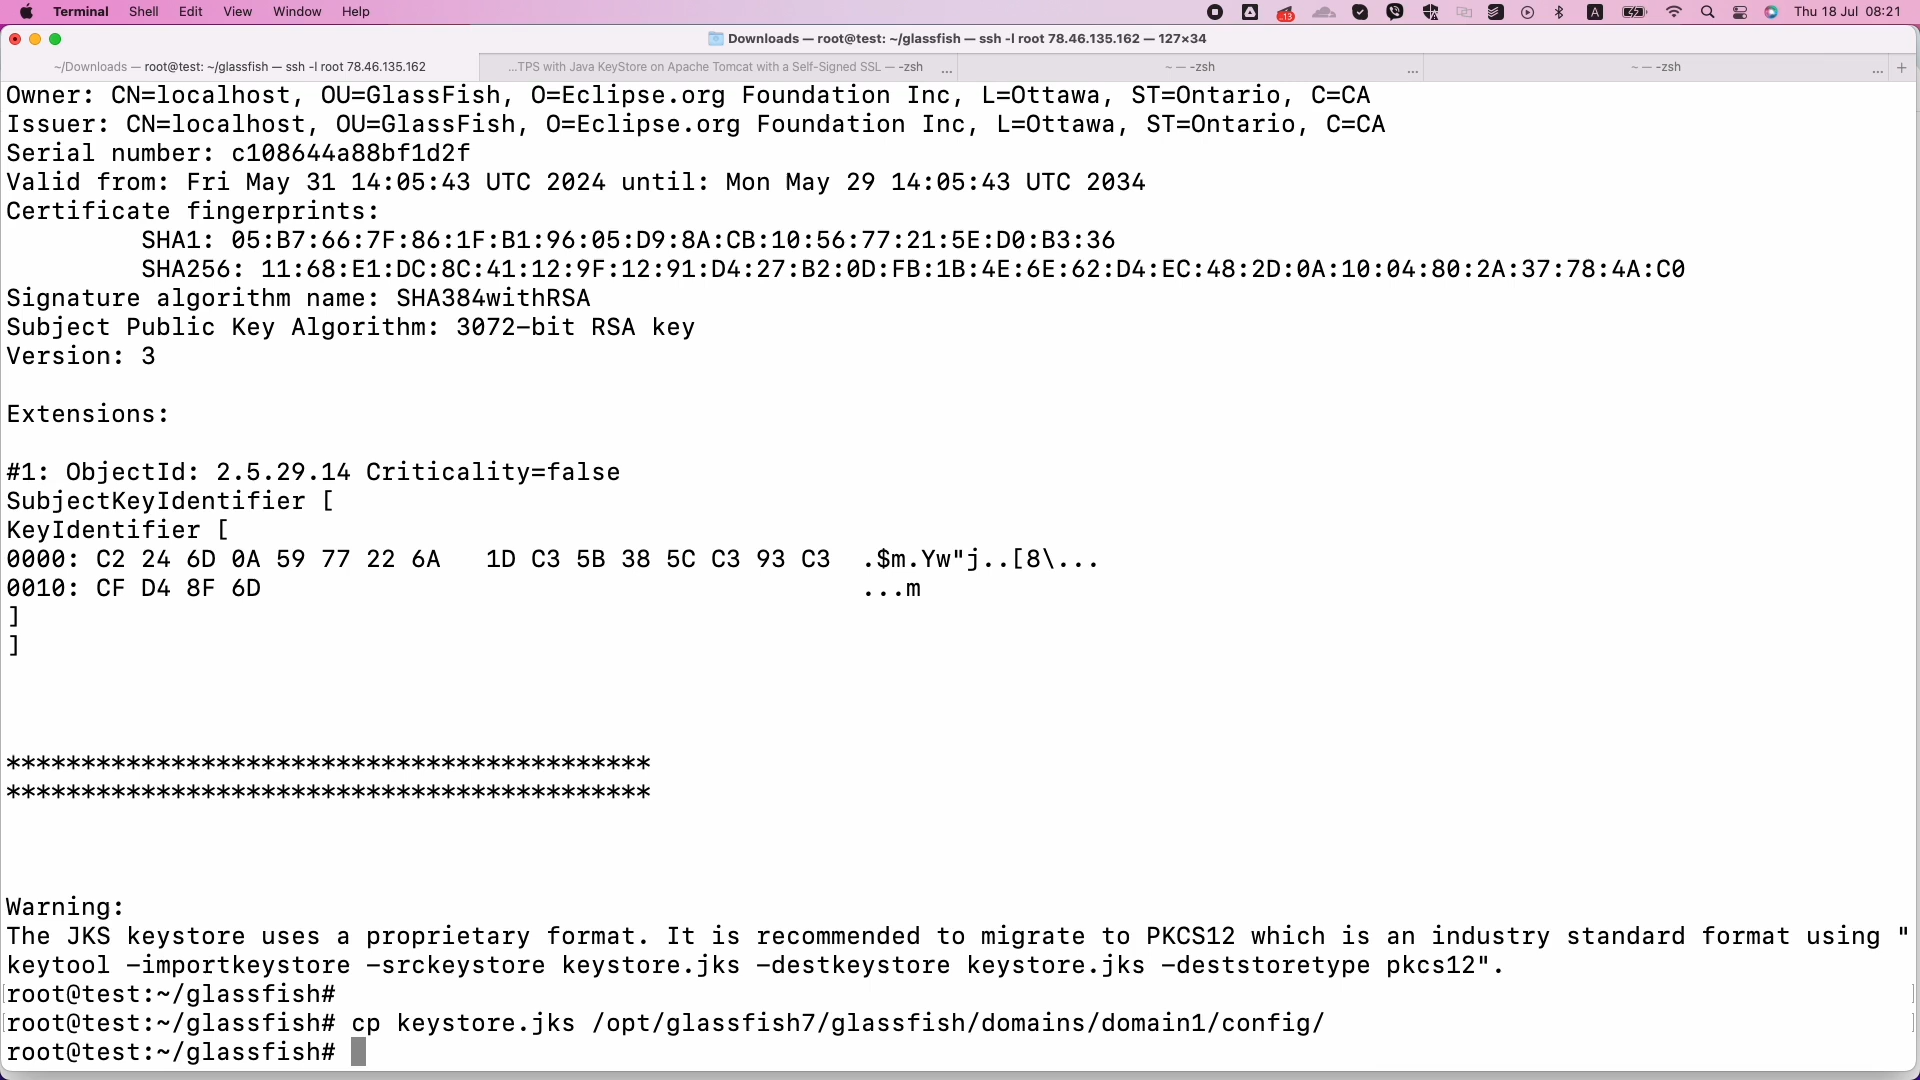 Terminal Shell Edit View Window Help
13 A Thu 18 Jul 08:21
Downloads — root@test: ~/glassfish — ssh -l root 78.46.135.162 — 127×34
~/Downloads — root@test: ~/glassfish — ssh -l root 78.46.135.162 ...TPS with Java KeyStore on Apache Tomcat with a Self-Signed SSL — -zsh ... ~ — -zsh ... ~ — -zsh ... +
Owner: CN=localhost, OU=GlassFish, O=Eclipse.org Foundation Inc, L=Ottawa, ST=Ontario, C=CA
Issuer: CN=localhost, OU=GlassFish, O=Eclipse.org Foundation Inc, L=Ottawa, ST=Ontario, C=CA
Serial number: c108644a88bf1d2f
Valid from: Fri May 31 14:05:43 UTC 2024 until: Mon May 29 14:05:43 UTC 2034
Certificate fingerprints:
SHA1: 05:B7:66:7F:86:1F:B1:96:05:D9:8A:CB:10:56:77:21:5E:D0:B3:36
SHA256: 11:68:E1:DC:8C:41:12:9F:12:91:D4:27:B2:0D:FB:1B:4E:6E:62:D4:EC:48:2D:0A:10:04:80:2A:37:78:4A:C0
Signature algorithm name: SHA384withRSA
Subject Public Key Algorithm: 3072-bit RSA key
Version: 3
Extensions:
#1: ObjectId: 2.5.29.14 Criticality=false
SubjectKeyIdentifier [
KeyIdentifier [
0000: C2 24 6D 0A 59 77 22 6A   1D C3 5B 38 5C C3 93 C3  .$m.Yw"j..[8\...
0010: CF D4 8F 6D                                        ...m
]
]
*******************************************
*******************************************
Warning:
The JKS keystore uses a proprietary format. It is recommended to migrate to PKCS12 which is an industry standard format using "
keytool -importkeystore -srckeystore keystore.jks -destkeystore keystore.jks -deststoretype pkcs12".
root@test:~/glassfish#
root@test:~/glassfish# cp keystore.jks /opt/glassfish7/glassfish/domains/domain1/config/
root@test:~/glassfish#